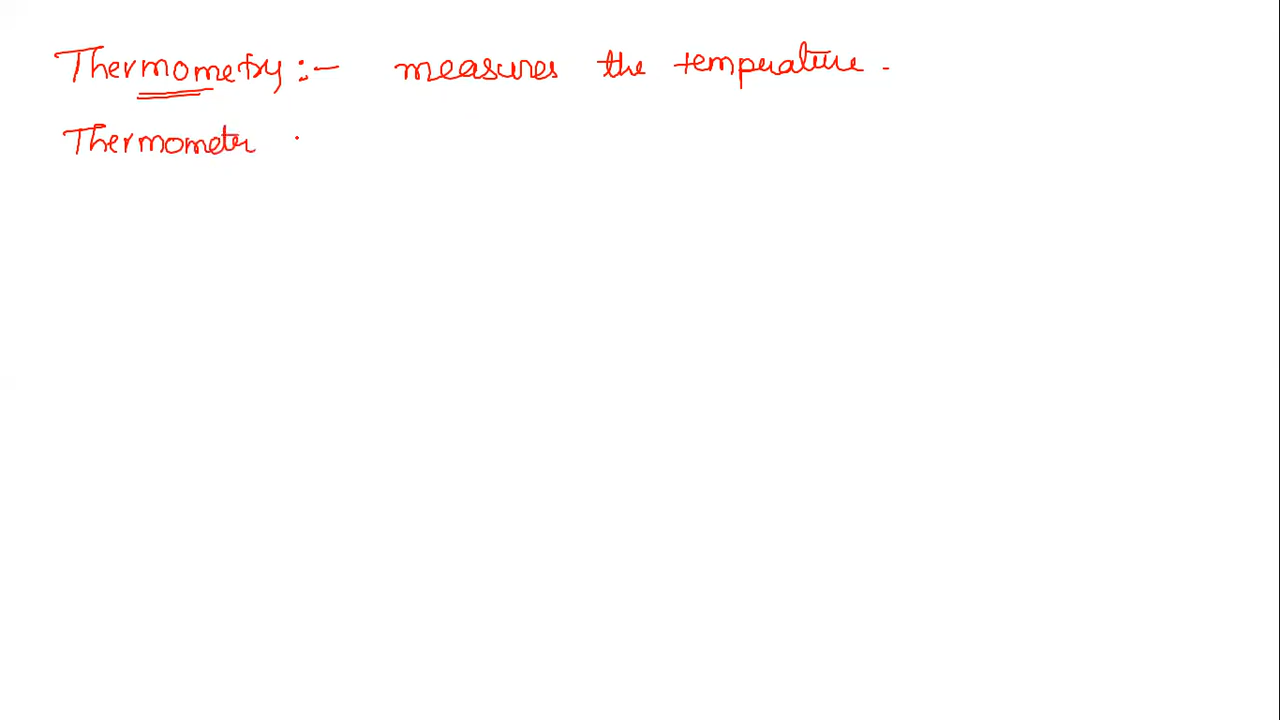 Thermometry :- measures the temperature .
Thermometer .